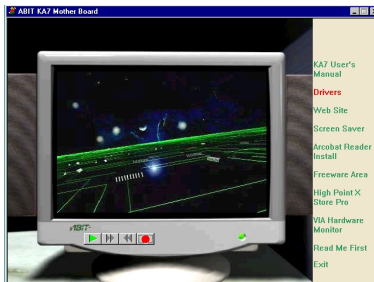 ABIT KA7 Mother Board
KA7 User's
Manual
Drivers
Web Site
Screen Saver
Arcobat Reader
Install
Freeware Area
High Point X
Store Pro
VIA Hardware
Monitor
Read Me First
Exit
ABIT